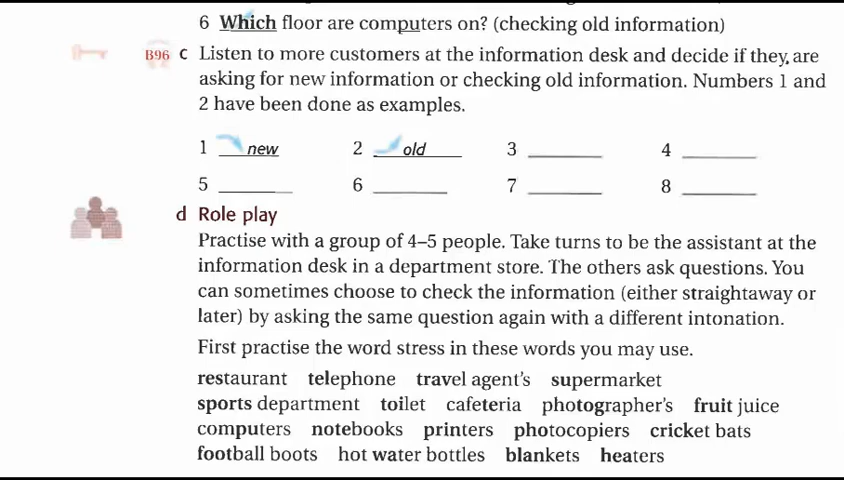 6 Which floor are computers on? (checking old information)
B96 c Listen to more customers at the information desk and decide if they are
asking for new information or checking old information. Numbers 1 and
2 have been done as examples.
1 new 2 old 3 ________ 4 ________
5 ________ 6 ________ 7 ________ 8 ________
d Role play
Practise with a group of 4–5 people. Take turns to be the assistant at the
information desk in a department store. The others ask questions. You
can sometimes choose to check the information (either straightaway or
later) by asking the same question again with a different intonation.
First practise the word stress in these words you may use.
restaurant telephone travel agent's supermarket
sports department toilet cafeteria photographer's fruit juice
computers notebooks printers photocopiers cricket bats
football boots hot water bottles blankets heaters